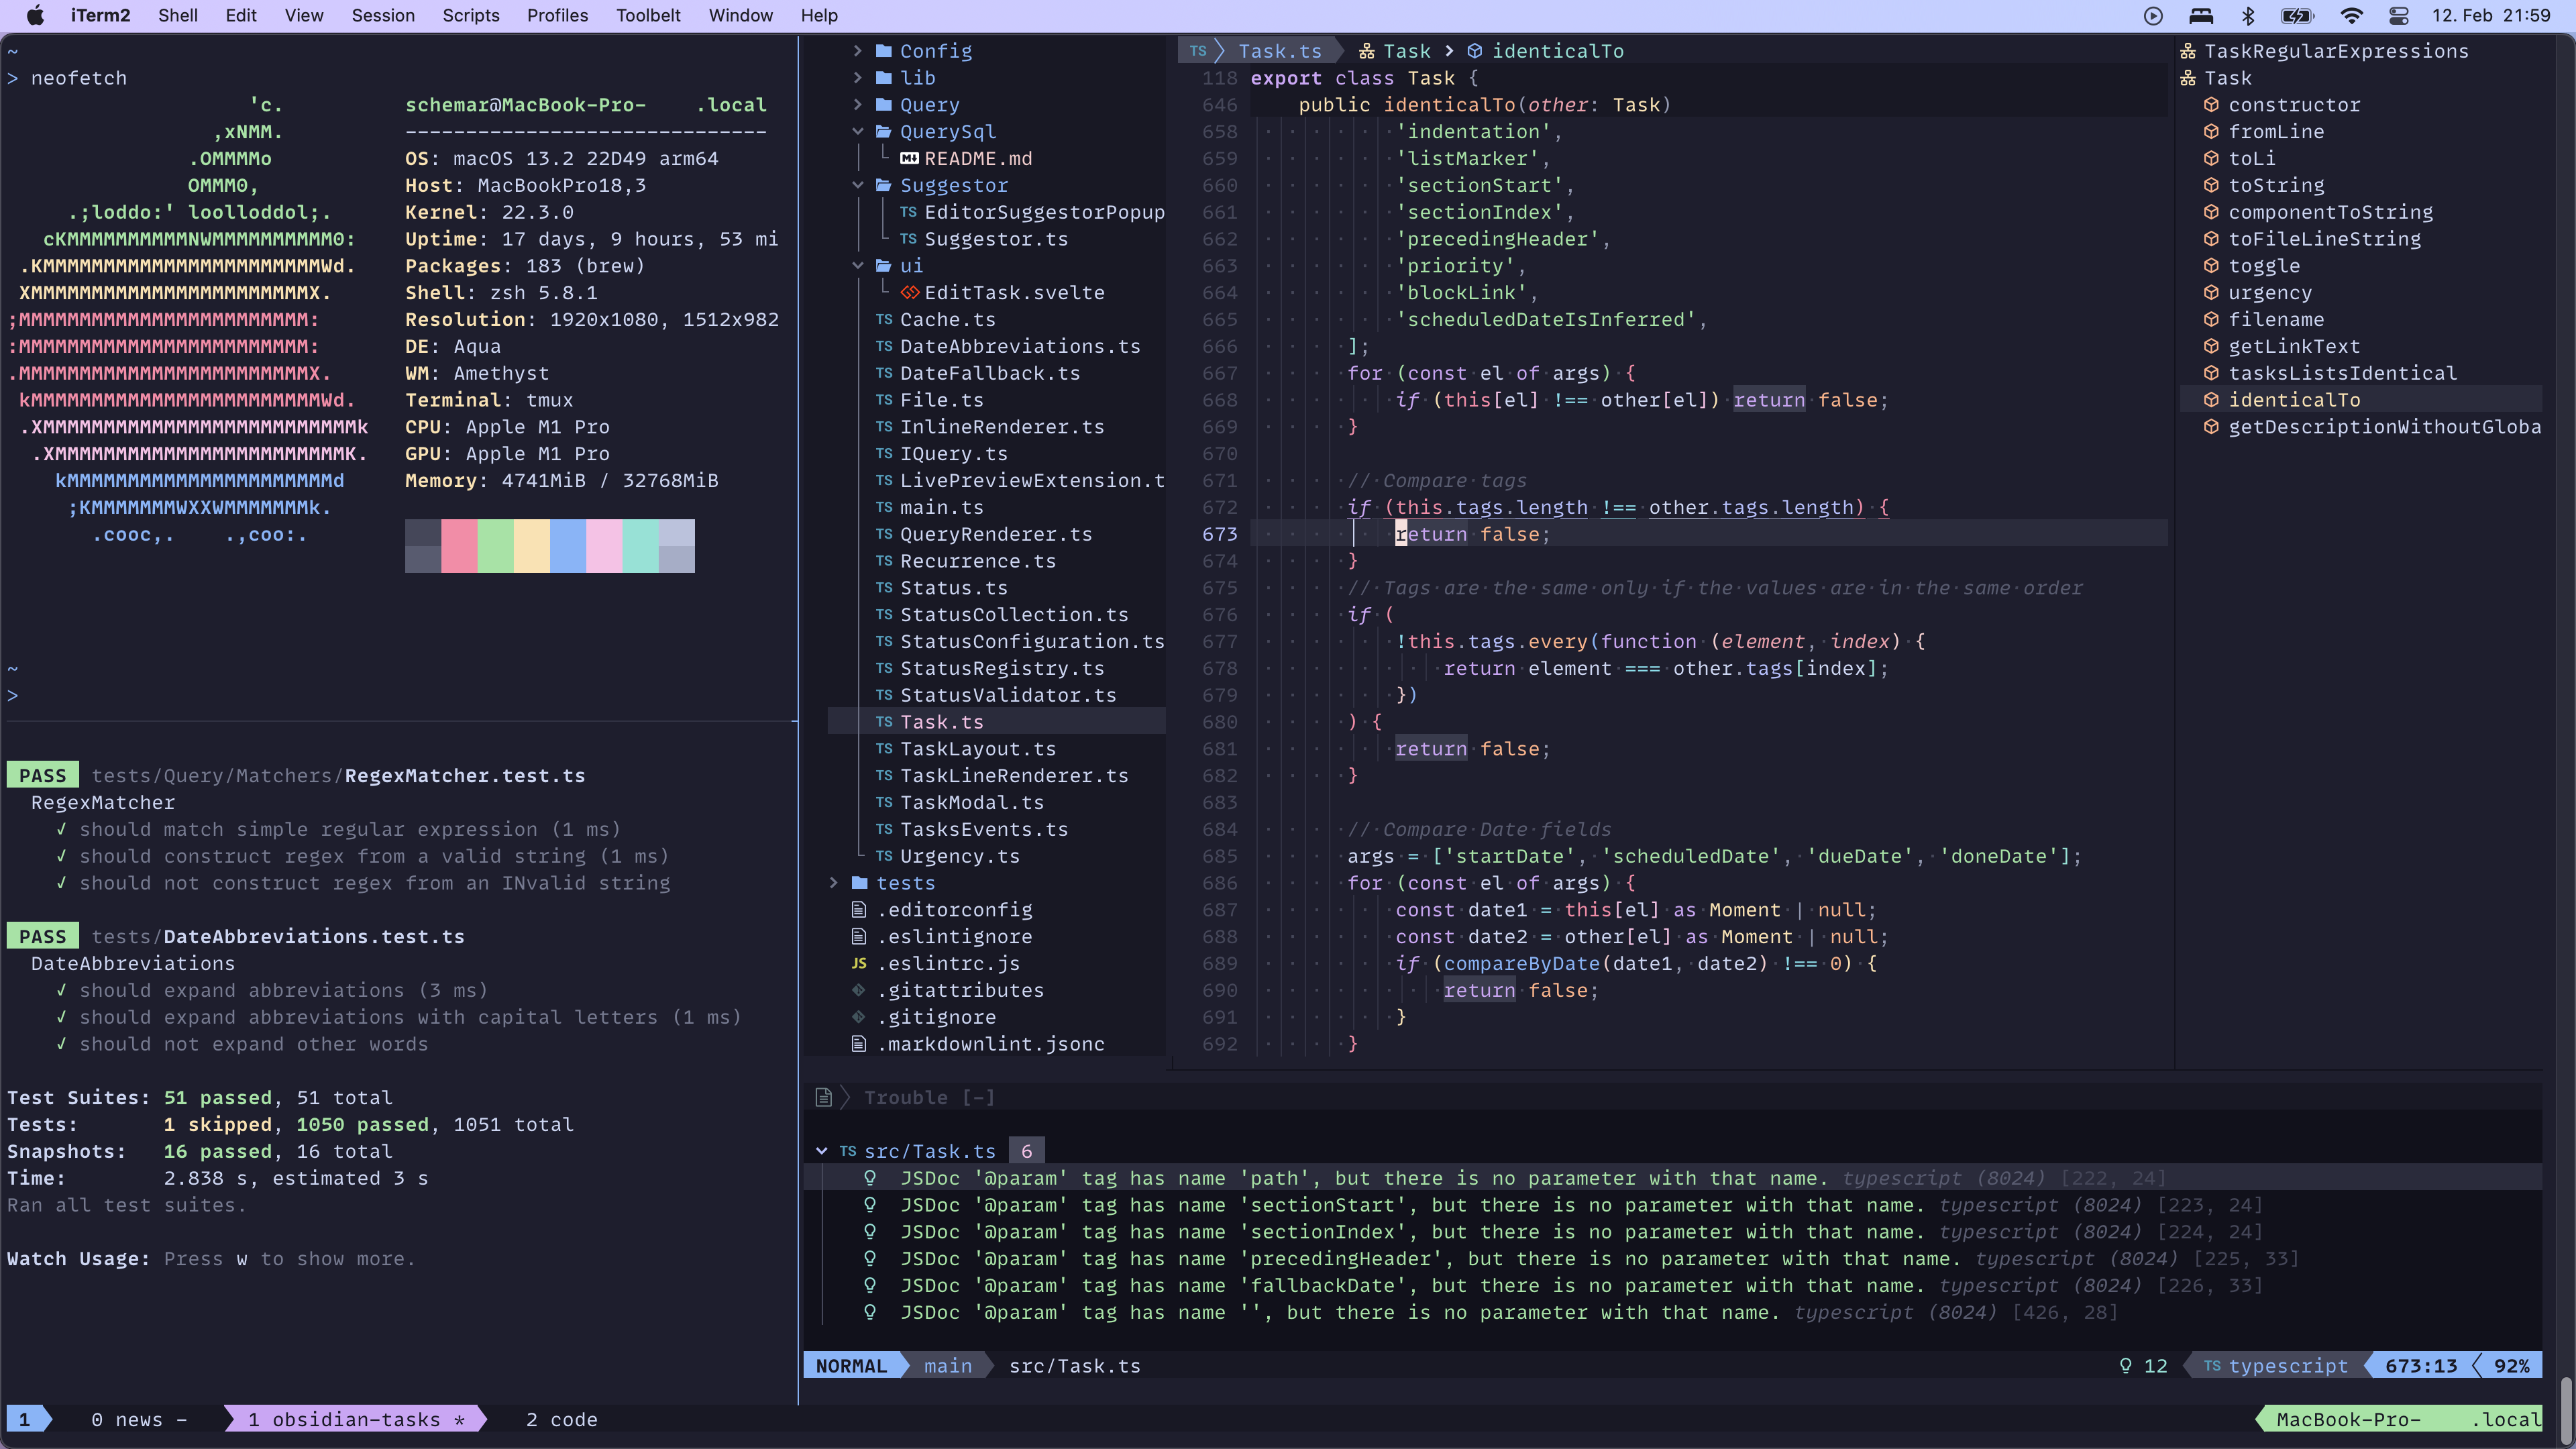 iTerm2 Shell Edit View Session Scripts Profiles Toolbelt Window Help 12. Feb 21:59
~
> neofetch
'c.
,xNMM.
.OMMMMo
OMMM0,
.;loddo:' loolloddol;.
cKMMMMMMMMMMNWMMMMMMMMMM0:
.KMMMMMMMMMMMMMMMMMMMMMMMWd.
XMMMMMMMMMMMMMMMMMMMMMMMX.
;MMMMMMMMMMMMMMMMMMMMMMMM:
:MMMMMMMMMMMMMMMMMMMMMMMM:
.MMMMMMMMMMMMMMMMMMMMMMMMX.
kMMMMMMMMMMMMMMMMMMMMMMMMWd.
.XMMMMMMMMMMMMMMMMMMMMMMMMMMk
.XMMMMMMMMMMMMMMMMMMMMMMMMK.
kMMMMMMMMMMMMMMMMMMMMMMd
;KMMMMMMMWXXWMMMMMMMk.
.cooc,. .,coo:.
schemar@MacBook-Pro- .local
------------------------------
OS: macOS 13.2 22D49 arm64
Host: MacBookPro18,3
Kernel: 22.3.0
Uptime: 17 days, 9 hours, 53 mi
Packages: 183 (brew)
Shell: zsh 5.8.1
Resolution: 1920x1080, 1512x982
DE: Aqua
WM: Amethyst
Terminal: tmux
CPU: Apple M1 Pro
GPU: Apple M1 Pro
Memory: 4741MiB / 32768MiB
~
>
PASS tests/Query/Matchers/RegexMatcher.test.ts
RegexMatcher
✓ should match simple regular expression (1 ms)
✓ should construct regex from a valid string (1 ms)
✓ should not construct regex from an INvalid string
PASS tests/DateAbbreviations.test.ts
DateAbbreviations
✓ should expand abbreviations (3 ms)
✓ should expand abbreviations with capital letters (1 ms)
✓ should not expand other words
Test Suites: 51 passed, 51 total
Tests: 1 skipped, 1050 passed, 1051 total
Snapshots: 16 passed, 16 total
Time: 2.838 s, estimated 3 s
Ran all test suites.
Watch Usage: Press w to show more.
Config
lib
Query
QuerySql
README.md
Suggestor
TS EditorSuggestorPopup
TS Suggestor.ts
ui
EditTask.svelte
TS Cache.ts
TS DateAbbreviations.ts
TS DateFallback.ts
TS File.ts
TS InlineRenderer.ts
TS IQuery.ts
TS LivePreviewExtension.t
TS main.ts
TS QueryRenderer.ts
TS Recurrence.ts
TS Status.ts
TS StatusCollection.ts
TS StatusConfiguration.ts
TS StatusRegistry.ts
TS StatusValidator.ts
TS Task.ts
TS TaskLayout.ts
TS TaskLineRenderer.ts
TS TaskModal.ts
TS TasksEvents.ts
TS Urgency.ts
tests
.editorconfig
.eslintignore
JS .eslintrc.js
.gitattributes
.gitignore
.markdownlint.jsonc
TS Task.ts Task > identicalTo
118 export class Task {
646 public identicalTo(other: Task)
658 'indentation',
659 'listMarker',
660 'sectionStart',
661 'sectionIndex',
662 'precedingHeader',
663 'priority',
664 'blockLink',
665 'scheduledDateIsInferred',
666 ];
667 for (const el of args) {
668 if (this[el] !== other[el]) return false;
669 }
670
671 // Compare tags
672 if (this.tags.length !== other.tags.length) {
673 return false;
674 }
675 // Tags are the same only if the values are in the same order
676 if (
677 !this.tags.every(function (element, index) {
678 return element === other.tags[index];
679 })
680 ) {
681 return false;
682 }
683
684 // Compare Date fields
685 args = ['startDate', 'scheduledDate', 'dueDate', 'doneDate'];
686 for (const el of args) {
687 const date1 = this[el] as Moment | null;
688 const date2 = other[el] as Moment | null;
689 if (compareByDate(date1, date2) !== 0) {
690 return false;
691 }
692 }
TaskRegularExpressions
Task
constructor
fromLine
toLi
toString
componentToString
toFileLineString
toggle
urgency
filename
getLinkText
tasksListsIdentical
identicalTo
getDescriptionWithoutGloba
Trouble [-]
TS src/Task.ts 6
JSDoc '@param' tag has name 'path', but there is no parameter with that name. typescript (8024) [222, 24]
JSDoc '@param' tag has name 'sectionStart', but there is no parameter with that name. typescript (8024) [223, 24]
JSDoc '@param' tag has name 'sectionIndex', but there is no parameter with that name. typescript (8024) [224, 24]
JSDoc '@param' tag has name 'precedingHeader', but there is no parameter with that name. typescript (8024) [225, 33]
JSDoc '@param' tag has name 'fallbackDate', but there is no parameter with that name. typescript (8024) [226, 33]
JSDoc '@param' tag has name '', but there is no parameter with that name. typescript (8024) [426, 28]
NORMAL main src/Task.ts 12 TS typescript 673:13 92%
1 0 news - 1 obsidian-tasks * 2 code MacBook-Pro- .local